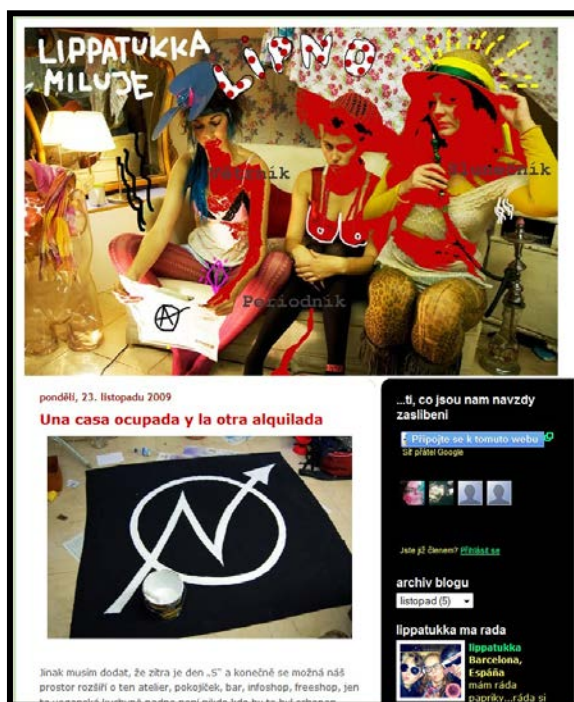 LIPPATUKKA
MILUJE
LIPNO
Větrník
Slunečník
Periodník
pondělí, 23. listopadu 2009
Una casa ocupada y la otra alquilada
Jinak musím dodat, že zítra je den „S“ a konečně se možná náš
prostor rozšíří o ten atelier, pokojíček, bar, infoshop, freeshop, jen
...ti, co jsou nam navzdy
zaslibeni
Připojte se k tomuto webu
Síť přátel Google
Jste již členem? Přihlásit se
archiv blogu
listopad (5)
lippatukka ma rada
lippatukka
Barcelona,
España
mám ráda
papriky...ráda si